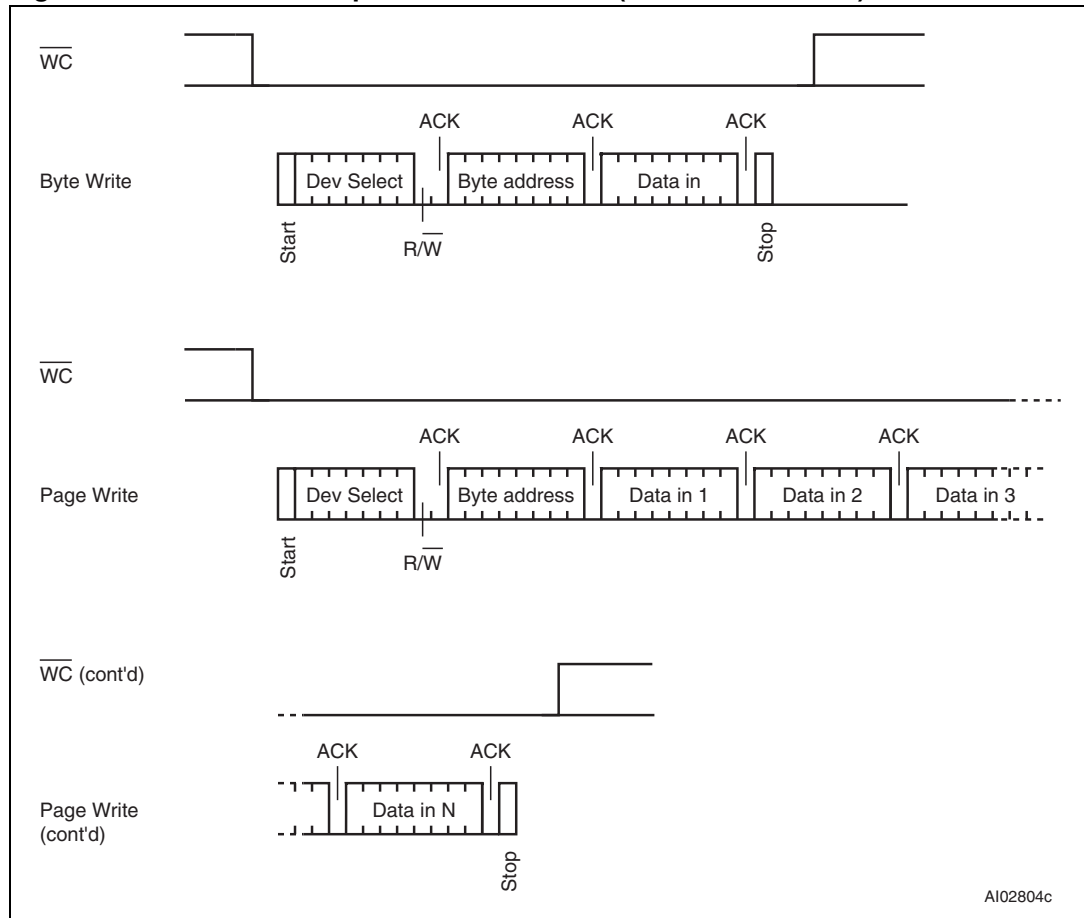 WC
ACK ACK ACK
Byte Write
Dev Select Byte address Data in
Start
R/W
Stop
WC
ACK ACK ACK ACK
Page Write
Dev Select Byte address Data in 1 Data in 2 Data in 3
Start
R/W
WC (cont'd)
ACK ACK
Page Write
(cont'd)
Data in N
Stop
AI02804c